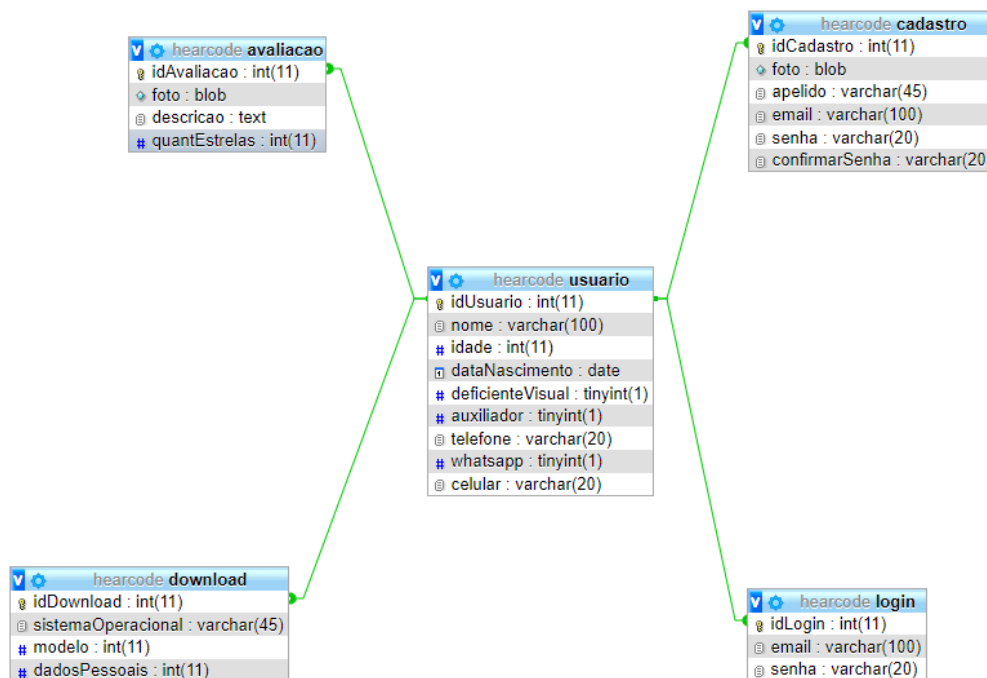 hearcode avaliacao
idAvaliacao : int(11)
foto : blob
descricao : text
# quantEstrelas : int(11)
hearcode cadastro
idCadastro : int(11)
foto : blob
apelido : varchar(45)
email : varchar(100)
senha : varchar(20)
confirmarSenha : varchar(20
hearcode usuario
idUsuario : int(11)
nome : varchar(100)
# idade : int(11)
dataNascimento : date
# deficienteVisual : tinyint(1)
# auxiliador : tinyint(1)
telefone : varchar(20)
# whatsapp : tinyint(1)
celular : varchar(20)
hearcode download
idDownload : int(11)
sistemaOperacional : varchar(45)
# modelo : int(11)
# dadosPessoais : int(11)
hearcode login
idLogin : int(11)
email : varchar(100)
senha : varchar(20)